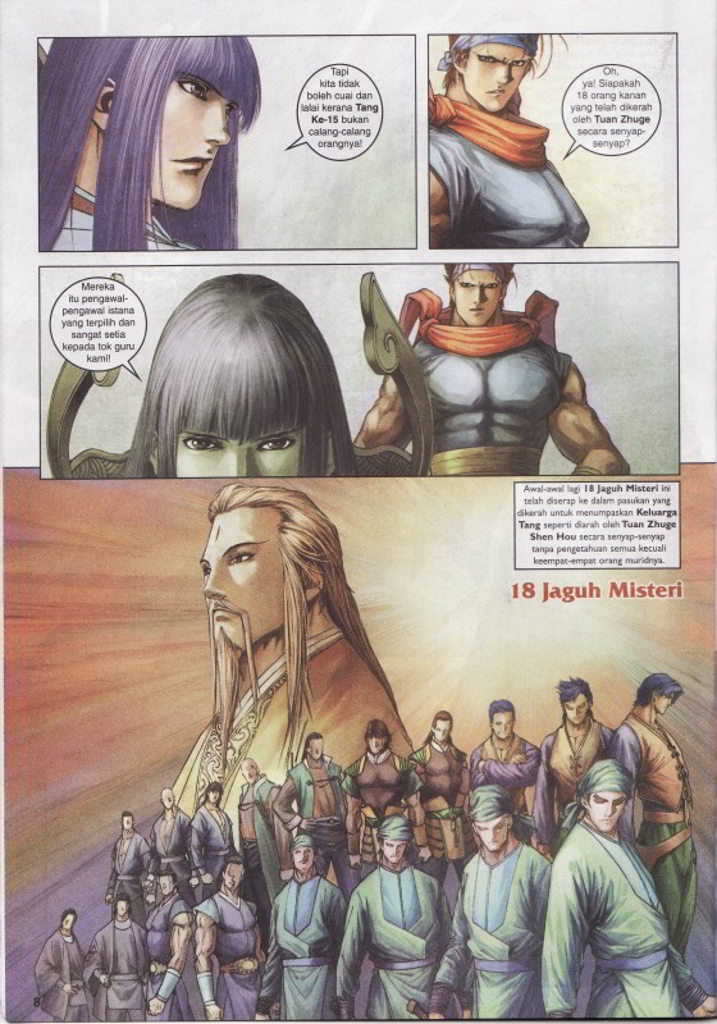 Tapi
kita tidak
boleh cuai dan
lalai kerana Tang
Ke-15 bukan
calang-calang
orangnya!
Oh,
ya! Siapakah
18 orang kanan
yang telah dikerah
oleh Tuan Zhuge
secara senyap-
senyap?
Mereka
itu pengawal-
pengawal istana
yang terpilih dan
sangat setia
kepada tok guru
kami!
Awal-awal lagi 18 Jaguh Misteri ini
telah diserap ke dalam pasukan yang
dikerah untuk menumpaskan Keluarga
Tang seperti diarah oleh Tuan Zhuge
Shen Hou secara senyap-senyap
tanpa pengetahuan semua kecuali
keempat-empat orang muridnya.
18 Jaguh Misteri
8